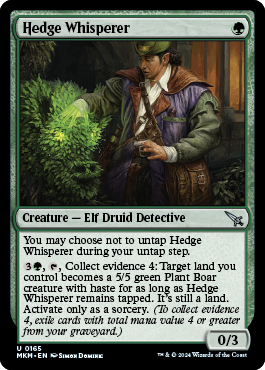 Hedge Whisperer
Creature — Elf Druid Detective
You may choose not to untap Hedge
Whisperer during your untap step.
3, Collect evidence 4: Target land you
control becomes a 5/5 green Plant Boar
creature with haste for as long as Hedge
Whisperer remains tapped. It's still a land.
Activate only as a sorcery. (To collect evidence
4, exile cards with total mana value 4 or greater
from your graveyard.)
0/3
U 0165
MKM • EN Simon Dominic
™ & © 2024 Wizards of the Coast